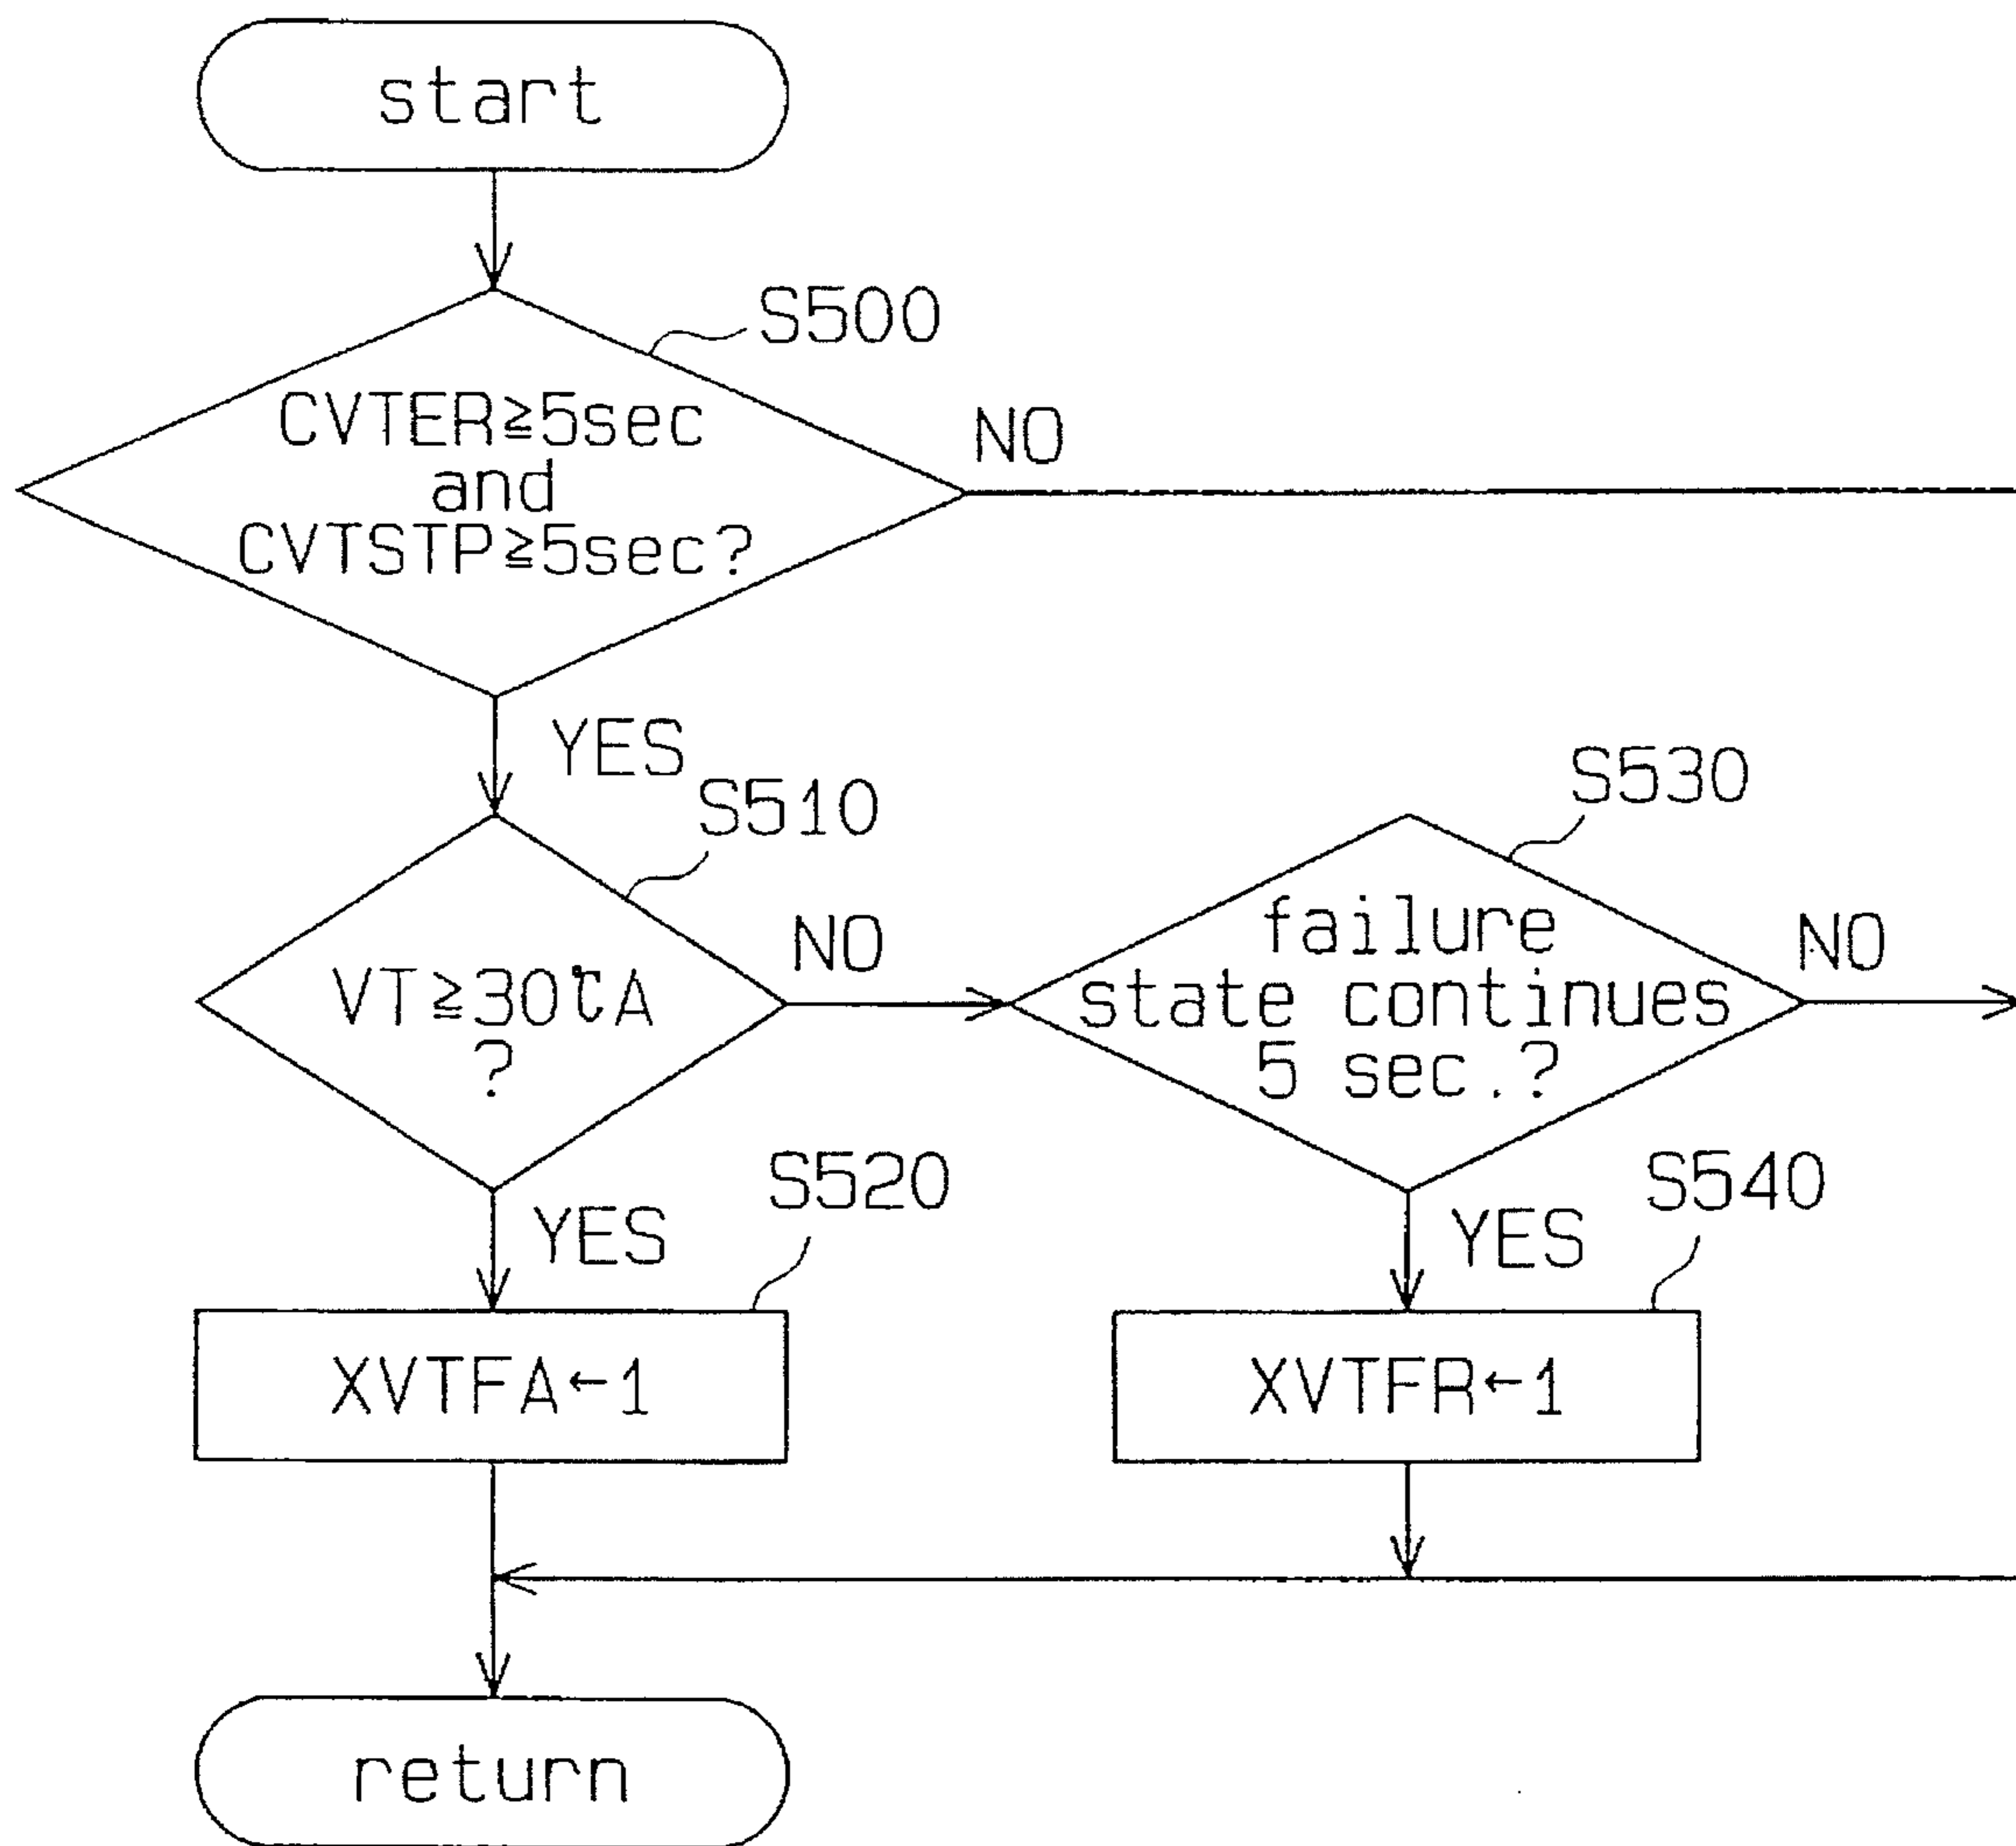 start
S500
CVTER≧5sec
and
CVTSTP≧5sec?
NO
YES
S510
VT≧30℃A
?
NO
S530
failure
state continues
5 sec.?
NO
YES
S520
XVTFA←1
YES
S540
XVTFR←1
return